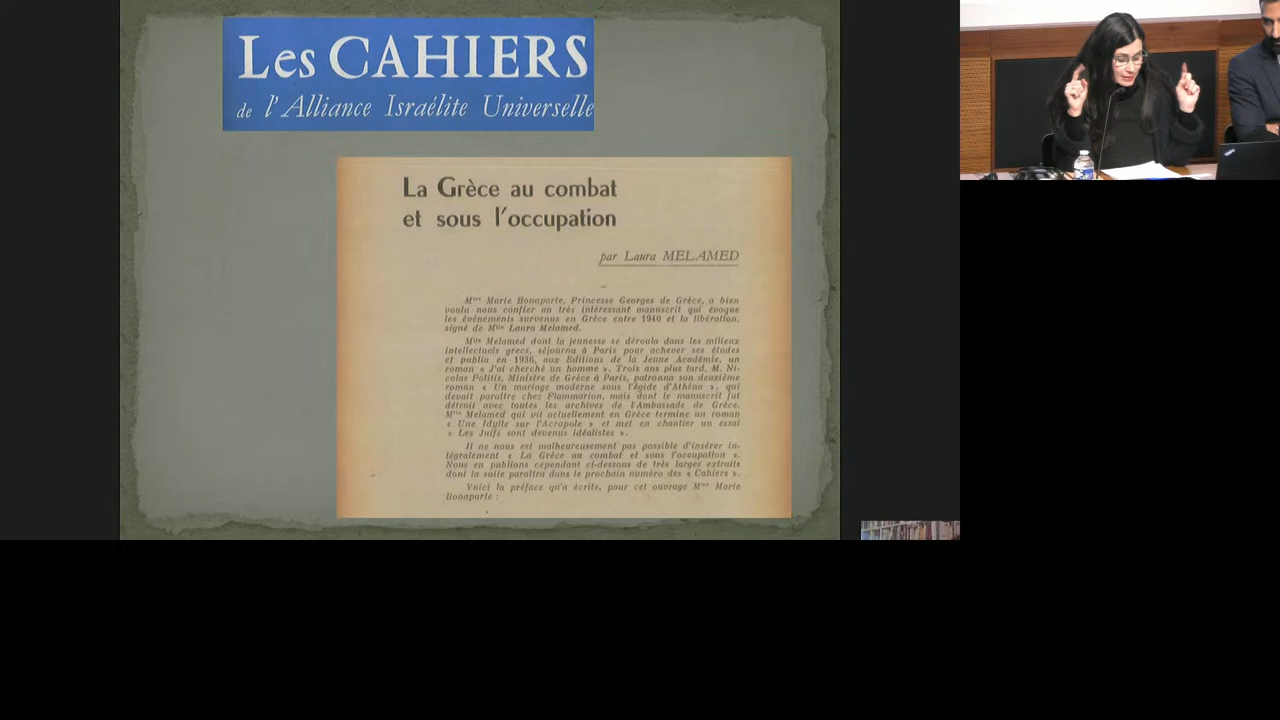 Les CAHIERS
de l'Alliance Israélite Universelle
La Grèce au combat
et sous l'occupation
par Laura MELAMED
Mme Marie Bonaparte, Princesse Georges de Grèce, a bien
voulu nous confier un très intéressant manuscrit qui évoque
les événements survenus en Grèce entre 1940 et la libération,
signé de Mlle Laura Melamed.
Mlle Melamed dont la jeunesse se déroula dans les milieux
intellectuels grecs, séjourna à Paris pour achever ses études
et publia en 1936, aux Editions de la Jeune Académie, un
roman « J'ai cherché un homme ». Trois ans plus tard, M. Ni-
colas Politis, Ministre de Grèce à Paris, patronna son deuxième
roman « Un mariage moderne sous l'égide d'Athéna », qui
devait paraître chez Flammarion, mais dont le manuscrit fut
détruit avec toutes les archives de l'Ambassade de Grèce.
Mlle Melamed qui vit actuellement en Grèce termine un roman
« Une Idylle sur l'Acropole » et met en chantier un essai
« Les Juifs sont devenus idéalistes ».
Il ne nous est malheureusement pas possible d'insérer in-
tégralement « La Grèce au combat et sous l'occupation ».
Nous en publions cependant ci-dessous de très larges extraits
dont la suite paraîtra dans le prochain numéro des « Cahiers ».
Voici la préface qu'a écrite, pour cet ouvrage Mme Marie
Bonaparte :